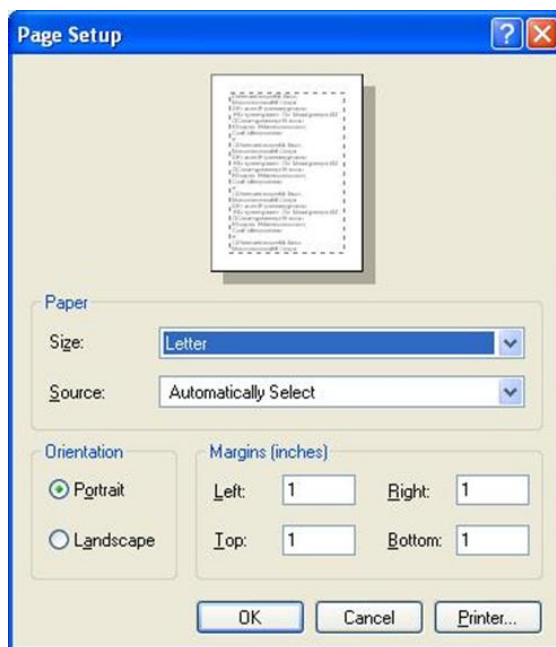 Page Setup
Paper
Size:
Letter
Source:
Automatically Select
Orientation
Portrait
Landscape
Margins (inches)
Left: 1 Right: 1
Top: 1 Bottom: 1
OK Cancel Printer...